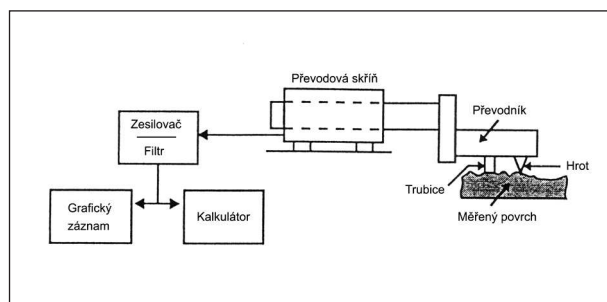 Převodová skříň
Převodník
Zesilovač
Filtr
Trubice
Hrot
Měřený povrch
Grafický
záznam
Kalkulátor